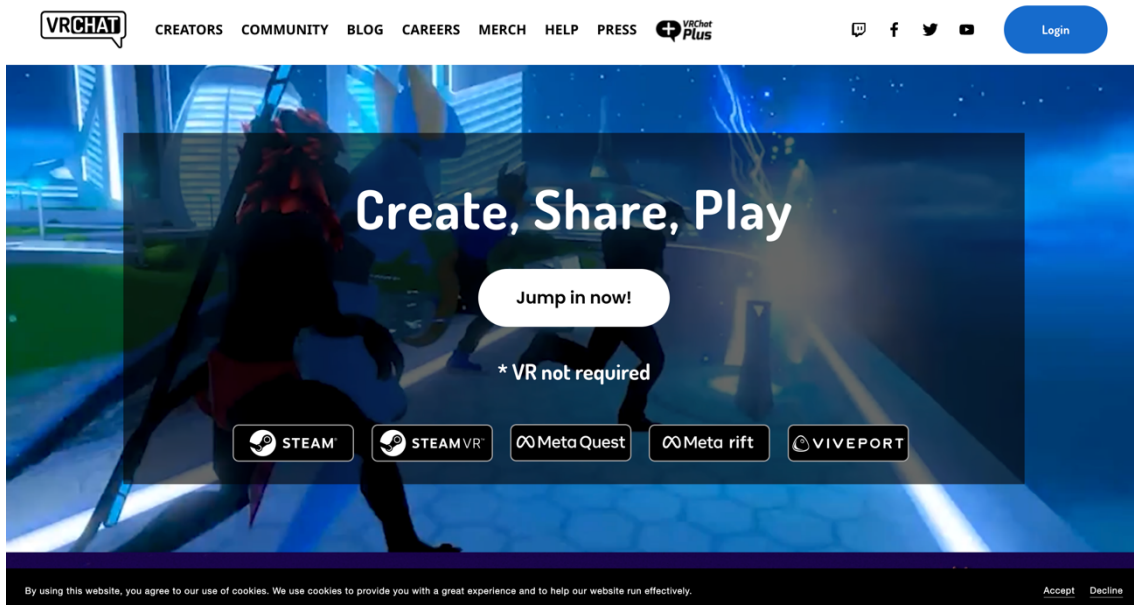 VRCHAT CREATORS COMMUNITY BLOG CAREERS MERCH HELP PRESS VRChat Plus Login
Create, Share, Play
Jump in now!
* VR not required
STEAM STEAMVR Meta Quest Meta rift VIVEPORT
By using this website, you agree to our use of cookies. We use cookies to provide you with a great experience and to help our website run effectively. Accept Decline